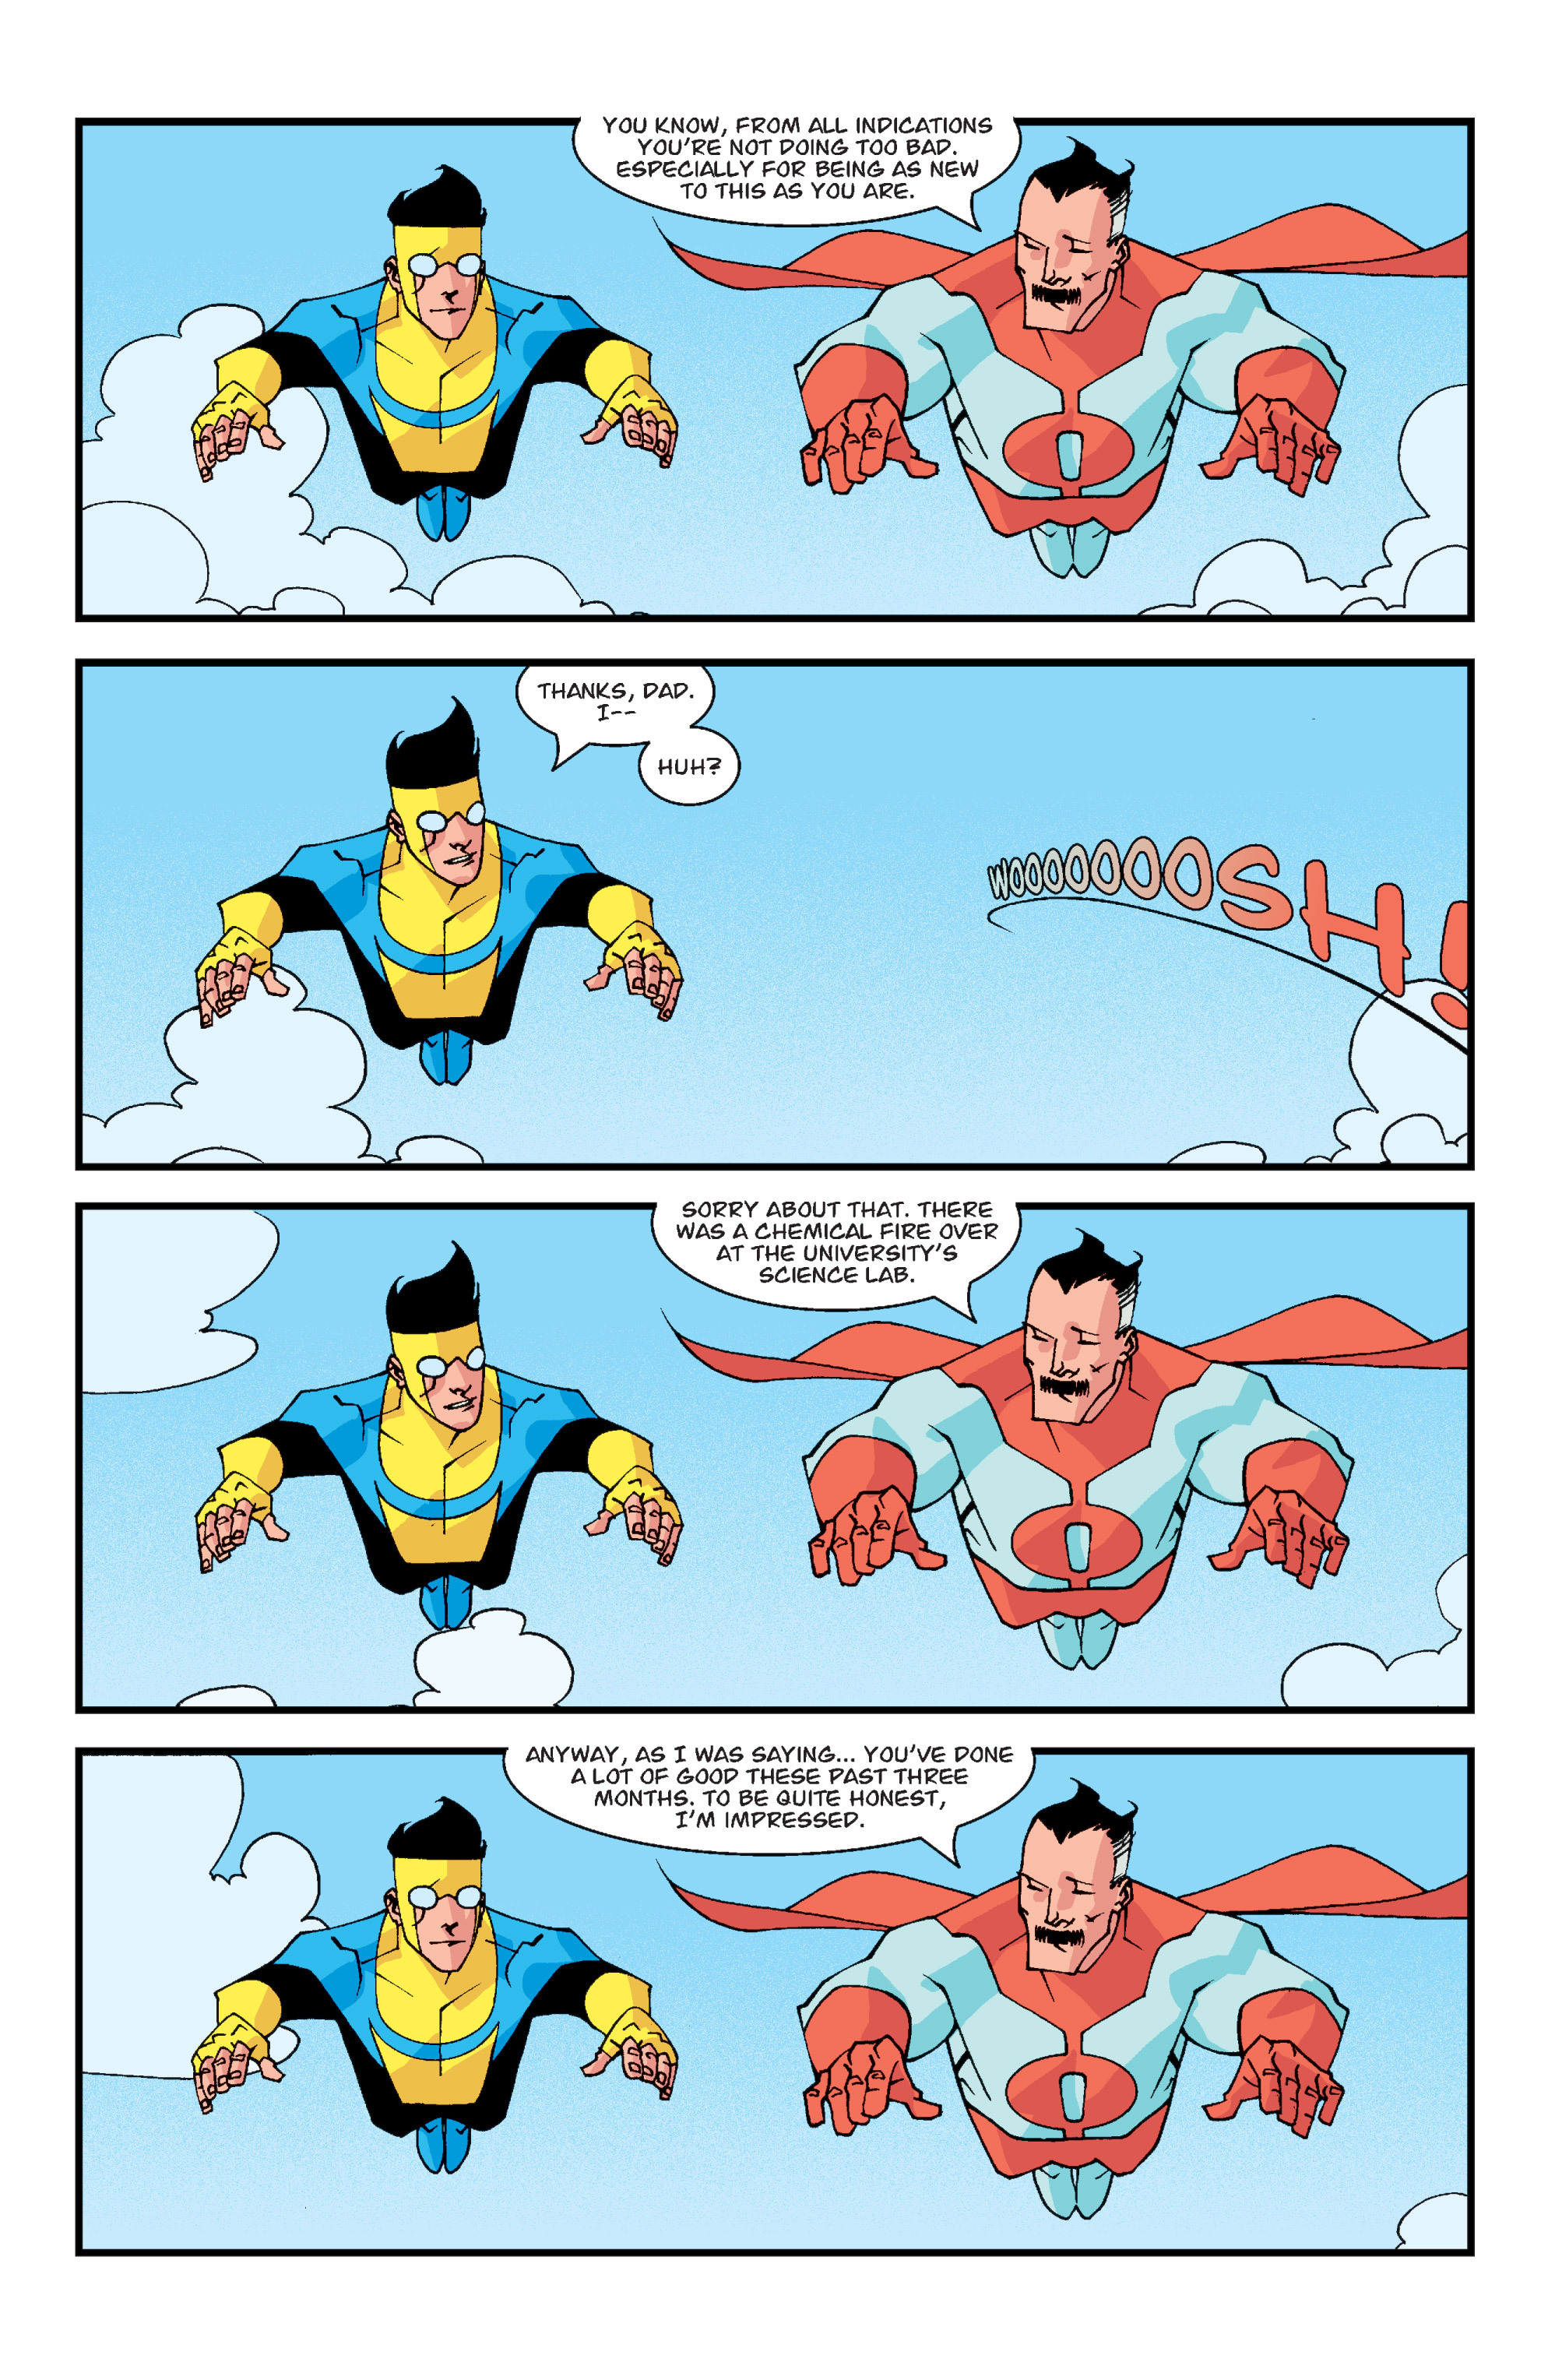 YOU KNOW, FROM ALL INDICATIONS
YOU'RE NOT DOING TOO BAD.
ESPECIALLY FOR BEING AS NEW
TO THIS AS YOU ARE.
THANKS, DAD.
I--
HUH?
WOOOOOOOOSH!
SORRY ABOUT THAT. THERE
WAS A CHEMICAL FIRE OVER
AT THE UNIVERSITY'S
SCIENCE LAB.
ANYWAY, AS I WAS SAYING... YOU'VE DONE
A LOT OF GOOD THESE PAST THREE
MONTHS. TO BE QUITE HONEST,
I'M IMPRESSED.